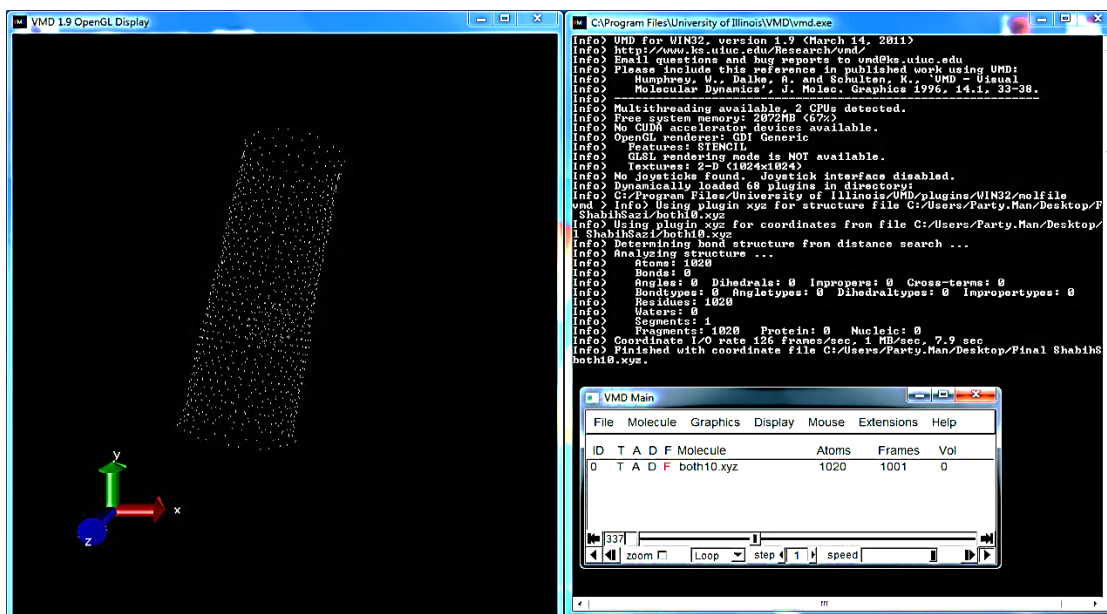 VMD 1.9 OpenGL Display
y
x
z
C:\Program Files\University of Illinois\VMD\vmd.exe
Info) VMD for WIN32, version 1.9 (March 14, 2011)
Info) http://www.ks.uiuc.edu/Research/vmd/
Info) Email questions and bug reports to vmd@ks.uiuc.edu
Info) Please include this reference in published work using VMD:
Info) Humphrey, W., Dalke, A. and Schulten, K., `VMD - Visual
Info) Molecular Dynamics', J. Molec. Graphics 1996, 14.1, 33-38.
Info) -------------------------------------------------------------
Info) Multithreading available, 2 CPUs detected.
Info) Free system memory: 2072MB (67%)
Info) No CUDA accelerator devices available.
Info) OpenGL renderer: GDI Generic
Info) Features: STENCIL
Info) GLSL rendering mode is NOT available.
Info) Textures: 2-D (1024x1024)
Info) No joysticks found. Joystick interface disabled.
Info) Dynamically loaded 68 plugins in directory:
Info) C:/Program Files/University of Illinois/VMD/plugins/WIN32/molfile
vmd > Info) Using plugin xyz for structure file C:/Users/Party.Man/Desktop/F
ShabihSazi/both10.xyz
Info) Using plugin xyz for coordinates from file C:/Users/Party.Man/Desktop/
l ShabihSazi/both10.xyz
Info) Determining bond structure from distance search ...
Info) Analyzing structure ...
Info) Atoms: 1020
Info) Bonds: 0
Info) Angles: 0 Dihedrals: 0 Impropers: 0 Cross-terms: 0
Info) Bondtypes: 0 Angletypes: 0 Dihedraltypes: 0 Impropertypes: 0
Info) Residues: 1020
Info) Waters: 0
Info) Segments: 1
Info) Fragments: 1020 Protein: 0 Nucleic: 0
Info) Coordinate I/O rate 126 frames/sec, 1 MB/sec, 7.9 sec
Info) Finished with coordinate file C:/Users/Party.Man/Desktop/Final ShabihS
both10.xyz.
VMD Main
File Molecule Graphics Display Mouse Extensions Help
ID T A D F Molecule Atoms Frames Vol
0 T A D F both10.xyz 1020 1001 0
337
zoom Loop step 1 speed